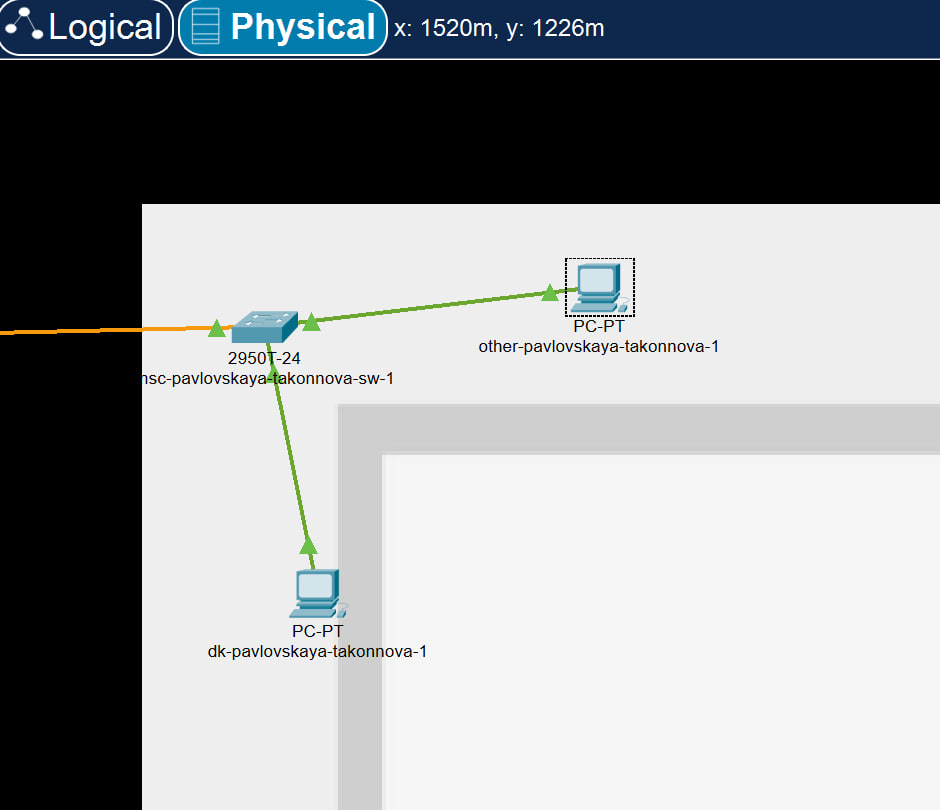 Logical
Physical
x: 1520m, y: 1226m
PC-PT
other-pavlovskaya-takonnova-1
2950T-24
nsc-pavlovskaya-takonnova-sw-1
PC-PT
dk-pavlovskaya-takonnova-1